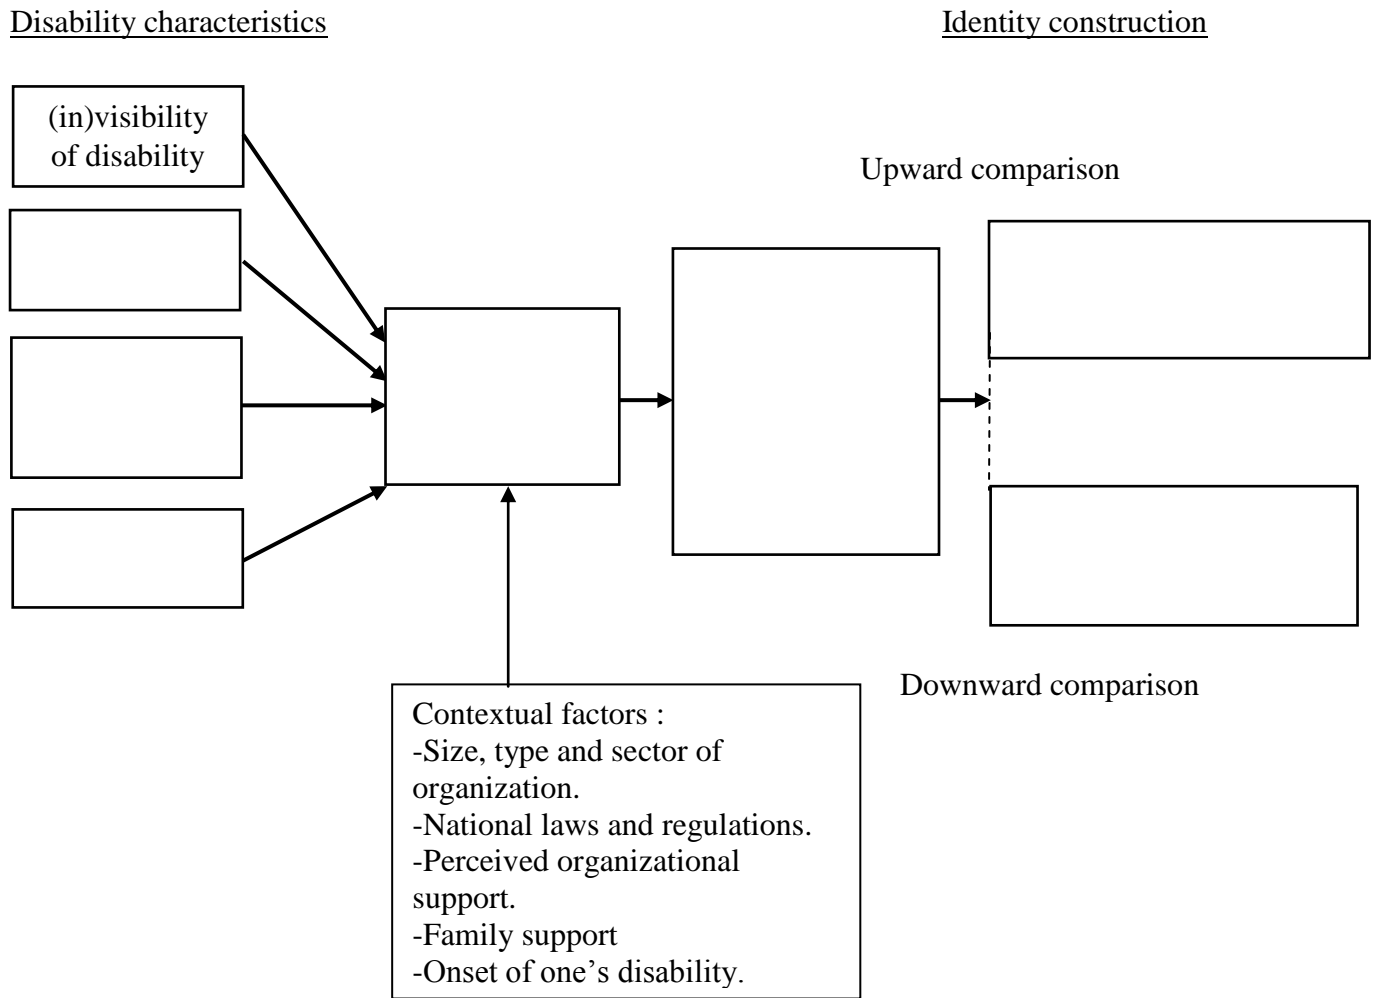 Disability characteristics
Identity construction
(in)visibility
of disability
Upward comparison
Downward comparison
Contextual factors :
-Size, type and sector of
organization.
-National laws and regulations.
-Perceived organizational
support.
-Family support
-Onset of one’s disability.